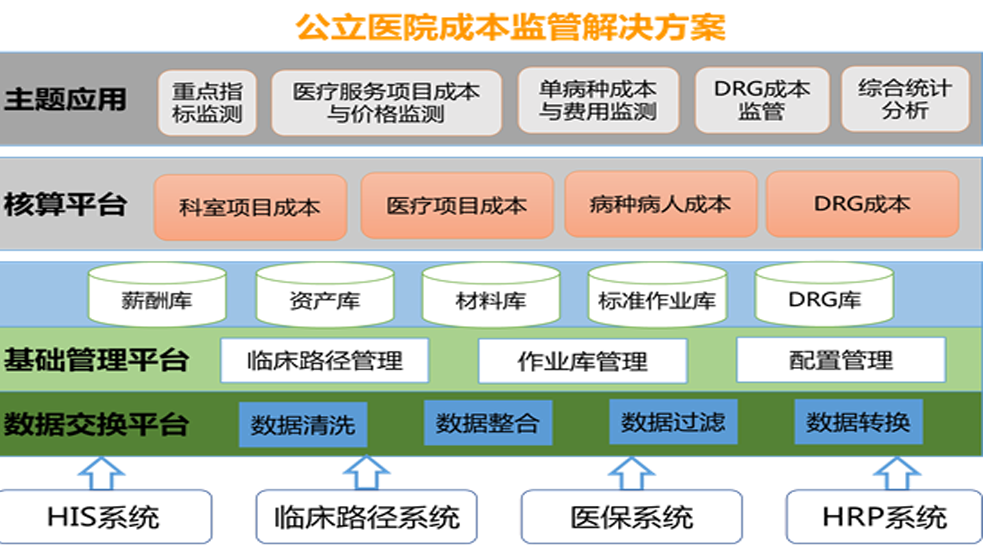 公立医院成本监管解决方案
主题应用
重点指
标监测
医疗服务项目成本
与价格监测
单病种成本
与费用监测
DRG成本
监管
综合统计
分析
核算平台
科室项目成本
医疗项目成本
病种病人成本
DRG成本
薪酬库
资产库
材料库
标准作业库
DRG库
基础管理平台
临床路径管理
作业库管理
配置管理
数据交换平台
数据清洗
数据整合
数据过滤
数据转换
HIS系统
临床路径系统
医保系统
HRP系统